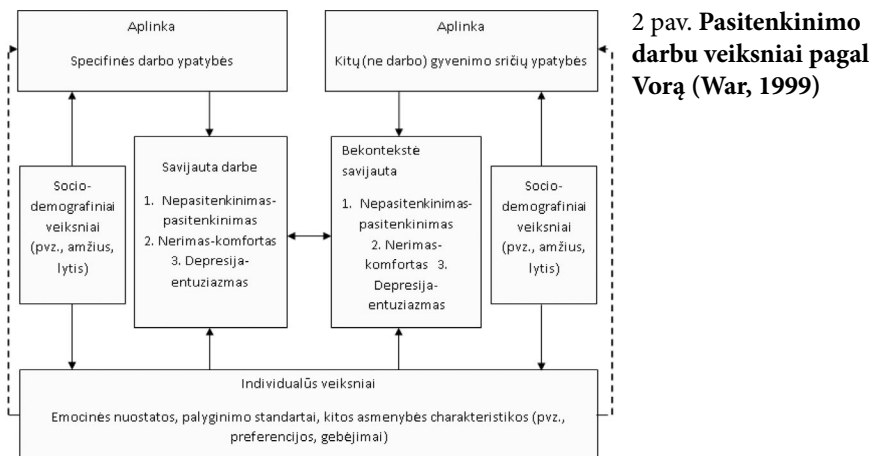 Aplinka
Specifinės darbo ypatybės
Aplinka
Kitų (ne darbo) gyvenimo sričių ypatybės
2 pav. Pasitenkinimo
darbu veiksniai pagal
Vorą (War, 1999)
Socio-
demografiniai
veiksniai
(pvz., amžius,
lytis)
Savijauta darbe
1. Nepasitenkinimas-
pasitenkinimas
2. Nerimas-komfortas
3. Depresija-
entuziazmas
Bekontekstė
savijauta
1. Nepasitenkinimas-
pasitenkinimas
2. Nerimas-
komfortas 3.
Depresija-
entuziazmas
Socio-
demografiniai
veiksniai
(pvz., amžius,
lytis)
Individualūs veiksniai
Emocinės nuostatos, palyginimo standartai, kitos asmenybės charakteristikos (pvz.,
preferencijos, gebėjimai)